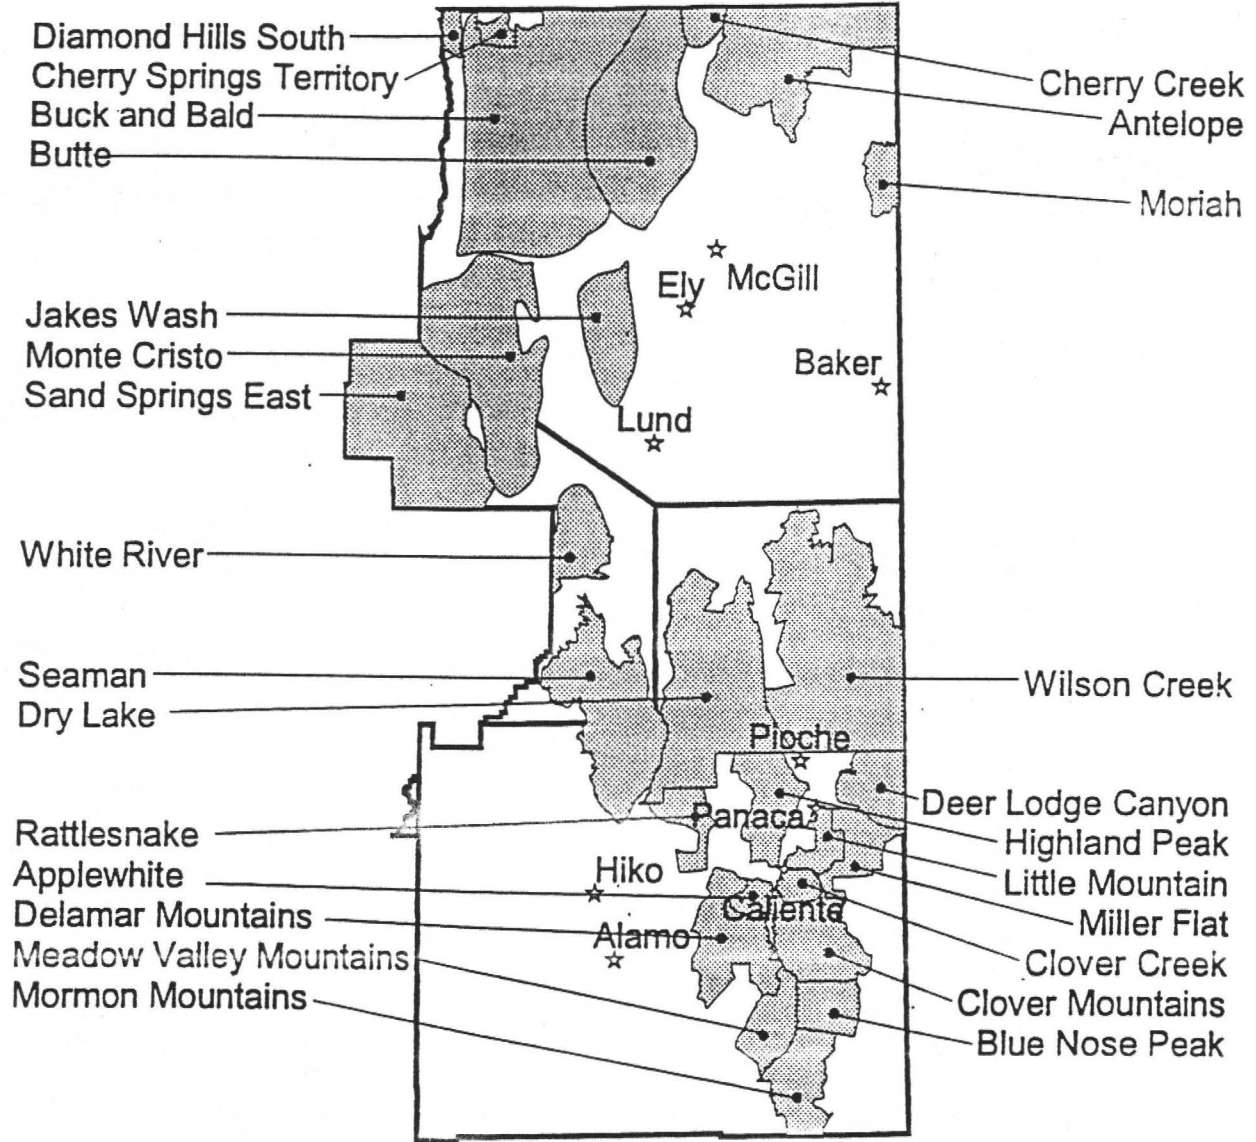 Diamond Hills South
Cherry Springs Territory
Buck and Bald
Butte
Cherry Creek
Antelope
Moriah
McGill
Ely
Jakes Wash
Monte Cristo
Sand Springs East
Baker
Lund
White River
Seaman
Dry Lake
Wilson Creek
Pioche
Panaca
Deer Lodge Canyon
Highland Peak
Little Mountain
Miller Flat
Clover Creek
Clover Mountains
Blue Nose Peak
Rattlesnake
Applewhite
Delamar Mountains
Meadow Valley Mountains
Mormon Mountains
Hiko
Caliente
Alamo